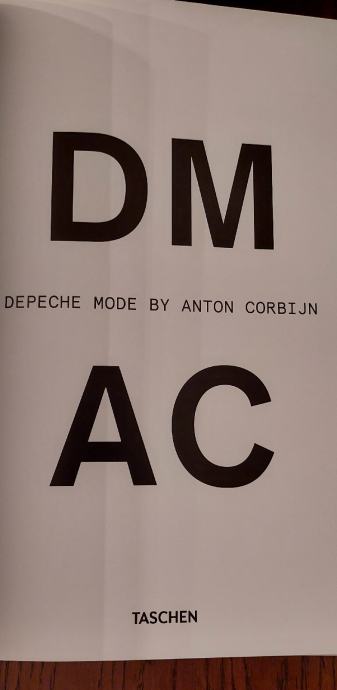 DM
DEPECHE MODE BY ANTON CORBIJN
AC
TASCHEN